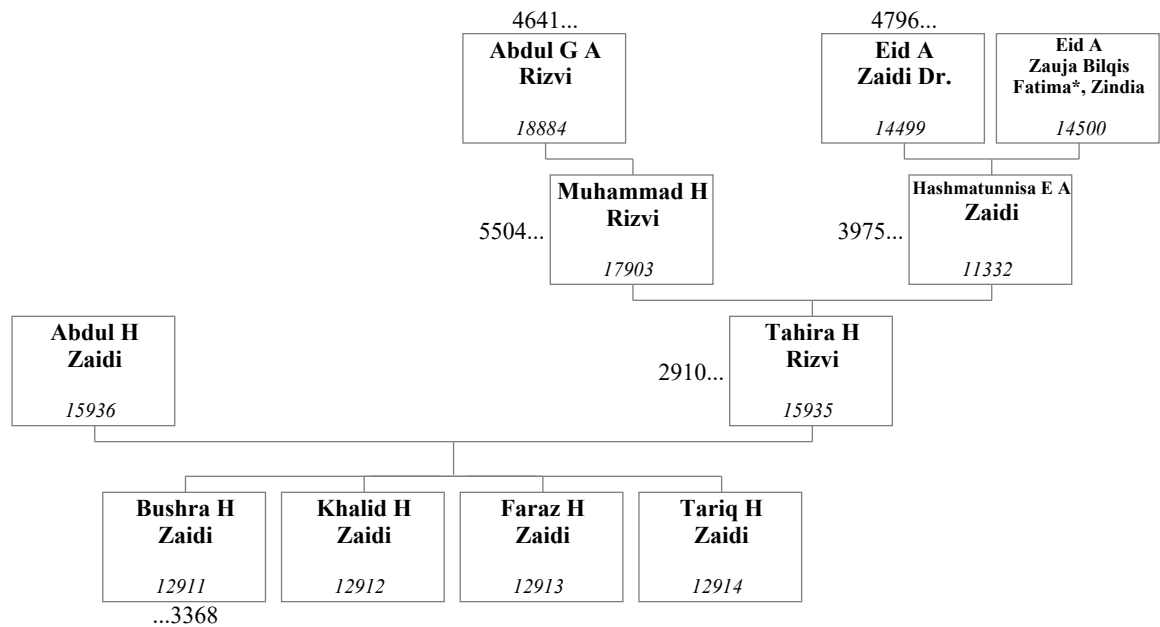 4641...
Abdul G A
Rizvi
18884
4796...
Eid A
Zaidi Dr.
14499
Eid A
Zauja Bilqis
Fatima*, Zindia
14500
5504...
Muhammad H
Rizvi
17903
3975...
Hashmatunnisa E A
Zaidi
11332
Abdul H
Zaidi
15936
2910...
Tahira H
Rizvi
15935
Bushra H
Zaidi
12911
...3368
Khalid H
Zaidi
12912
Faraz H
Zaidi
12913
Tariq H
Zaidi
12914